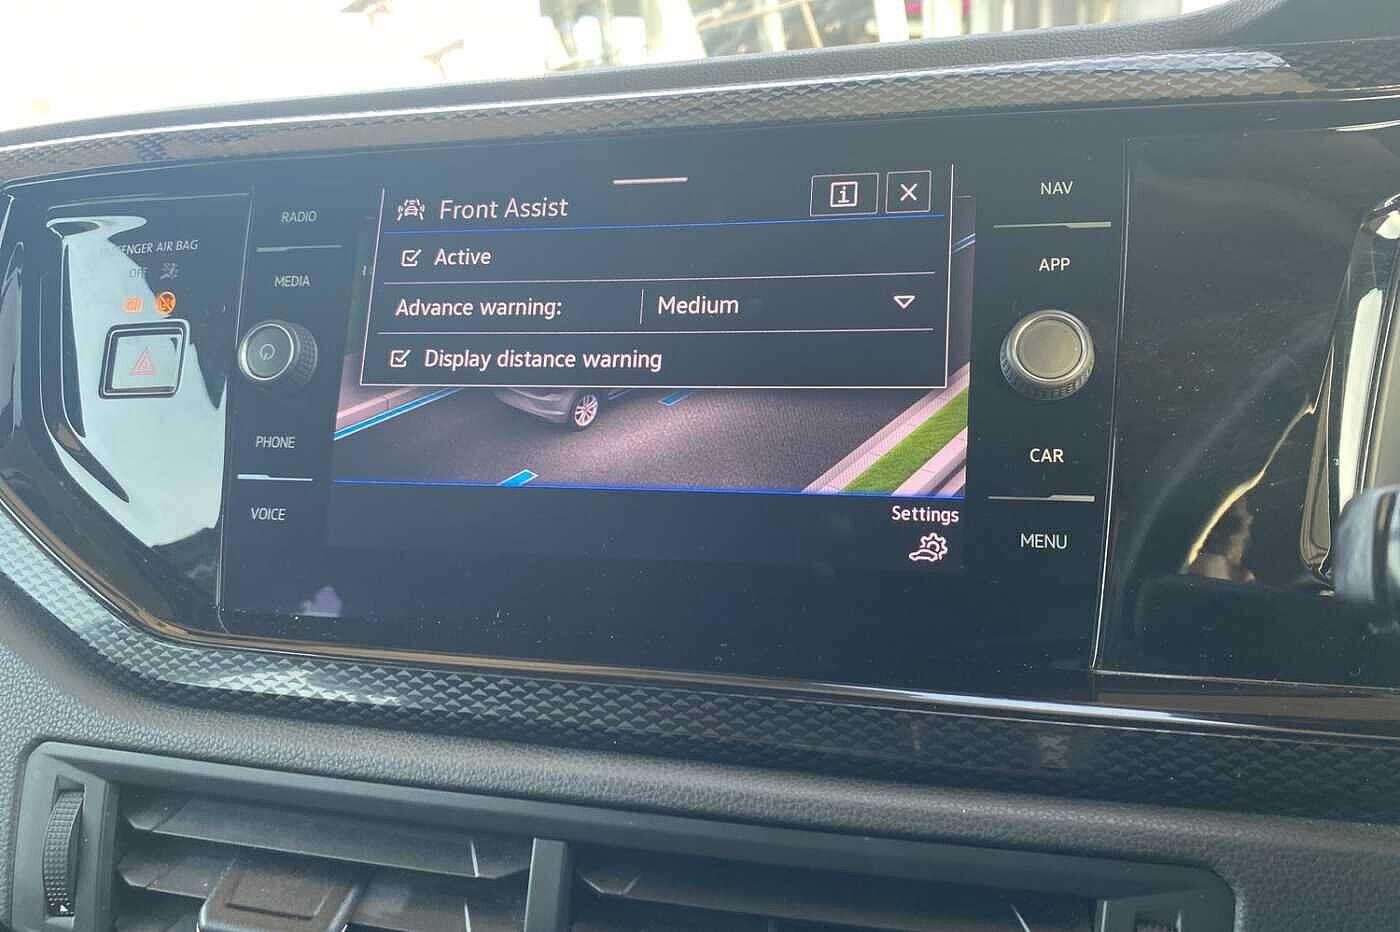 RADIO
MEDIA
PHONE
VOICE
AIR BAG
OFF
Front Assist
Active
Advance warning: Medium
Display distance warning
Settings
NAV
APP
CAR
MENU